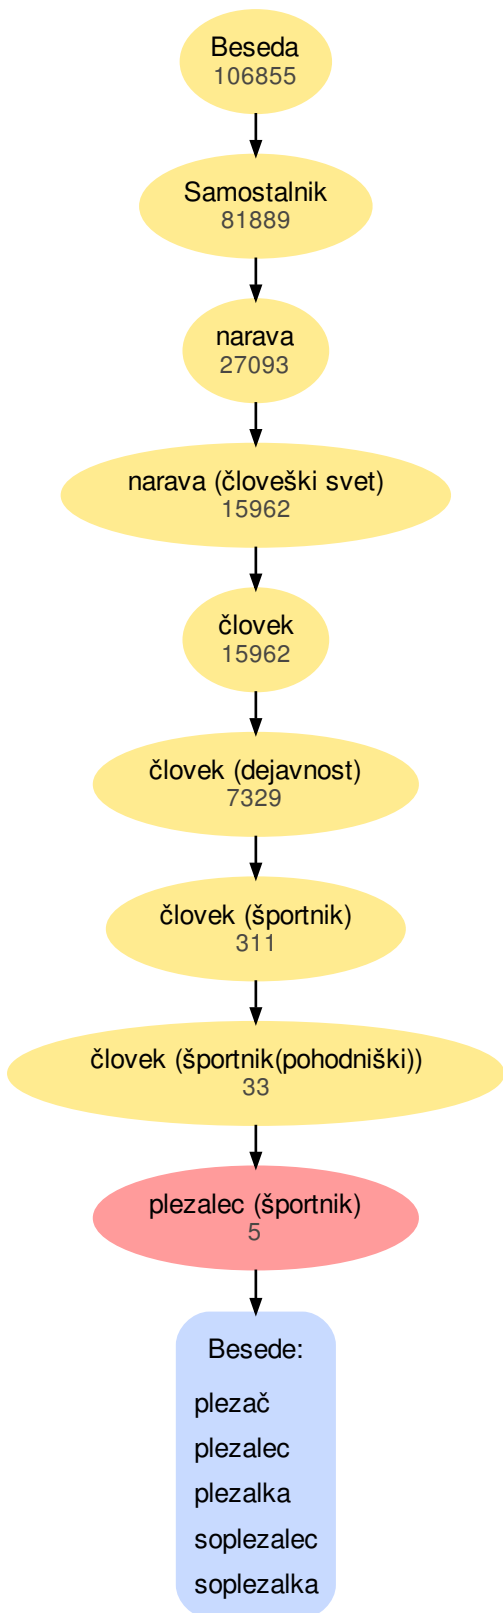 Beseda
106855
Samostalnik
81889
narava
27093
narava (človeški svet)
15962
človek
15962
človek (dejavnost)
7329
človek (športnik)
311
človek (športnik(pohodniški))
33
plezalec (športnik)
5
Besede:
plezač
plezalec
plezalka
soplezalec
soplezalka